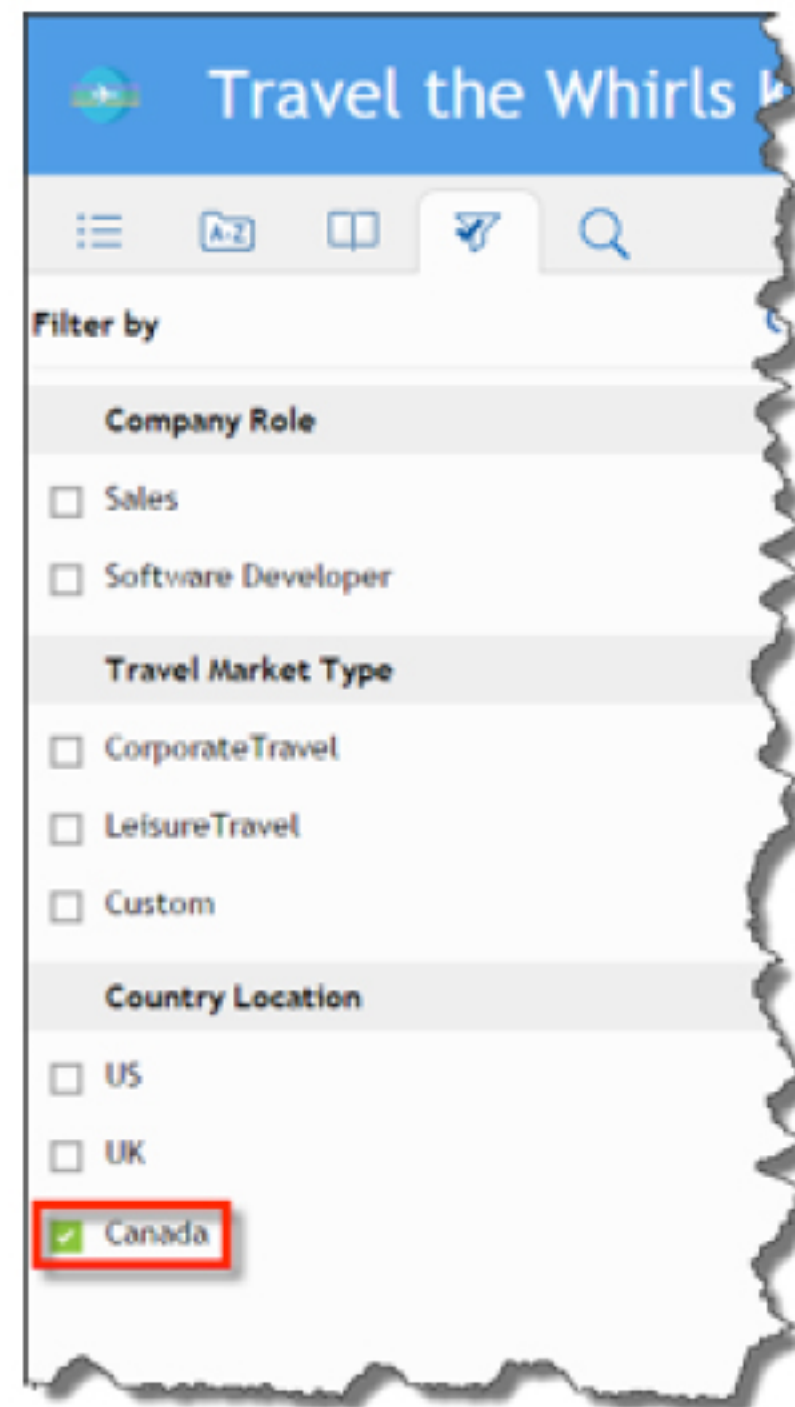 Travel the Whirls
A-Z
Filter by
Company Role
Sales
Software Developer
Travel Market Type
CorporateTravel
LeisureTravel
Custom
Country Location
US
UK
Canada